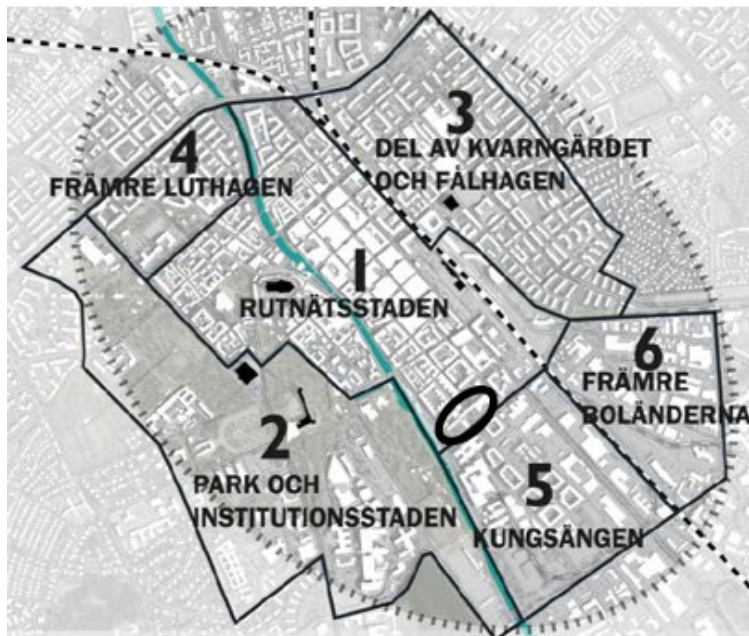 3
DEL AV KVARNGÄRDET
OCH FÅLHAGEN
4
FRÄMRE LUTHAGEN
1
RUTNÄTSSTADEN
6
FRÄMRE
BOLÄNDERNA
2
PARK OCH
INSTITUTIONSSTADEN
5
KUNGSÄNGEN